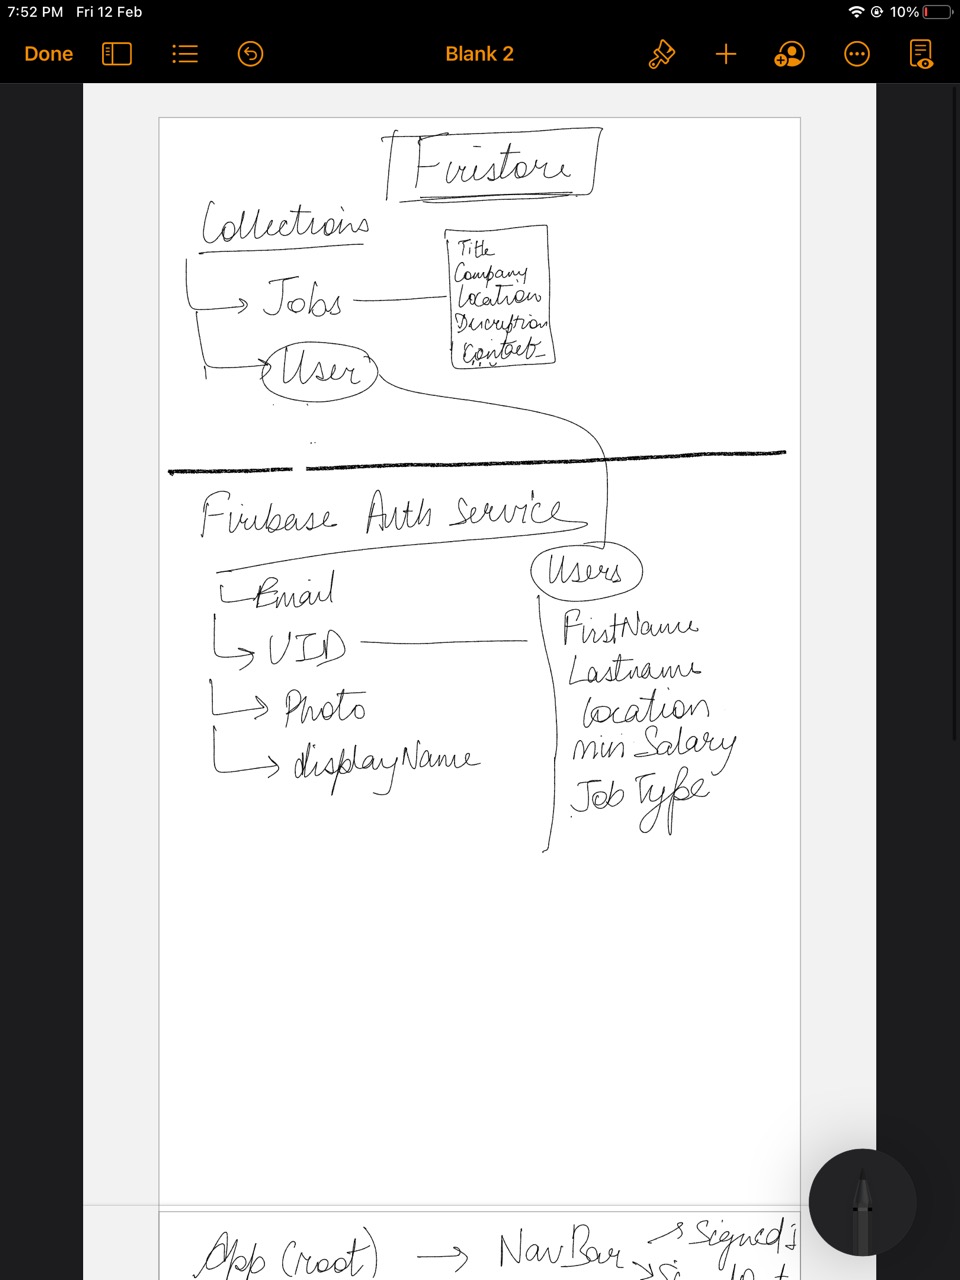 7:52 PM Fri 12 Feb
10%
Done
Blank 2
Firistore
Collections
Jobs
Title
Company
Location
Description
Contact
User
Firebase Auth Service
Email
UID
Photo
displayName
Users
FirstName
Lastname
location
min Salary
Job Type
App (root) → NavBar
Signed i